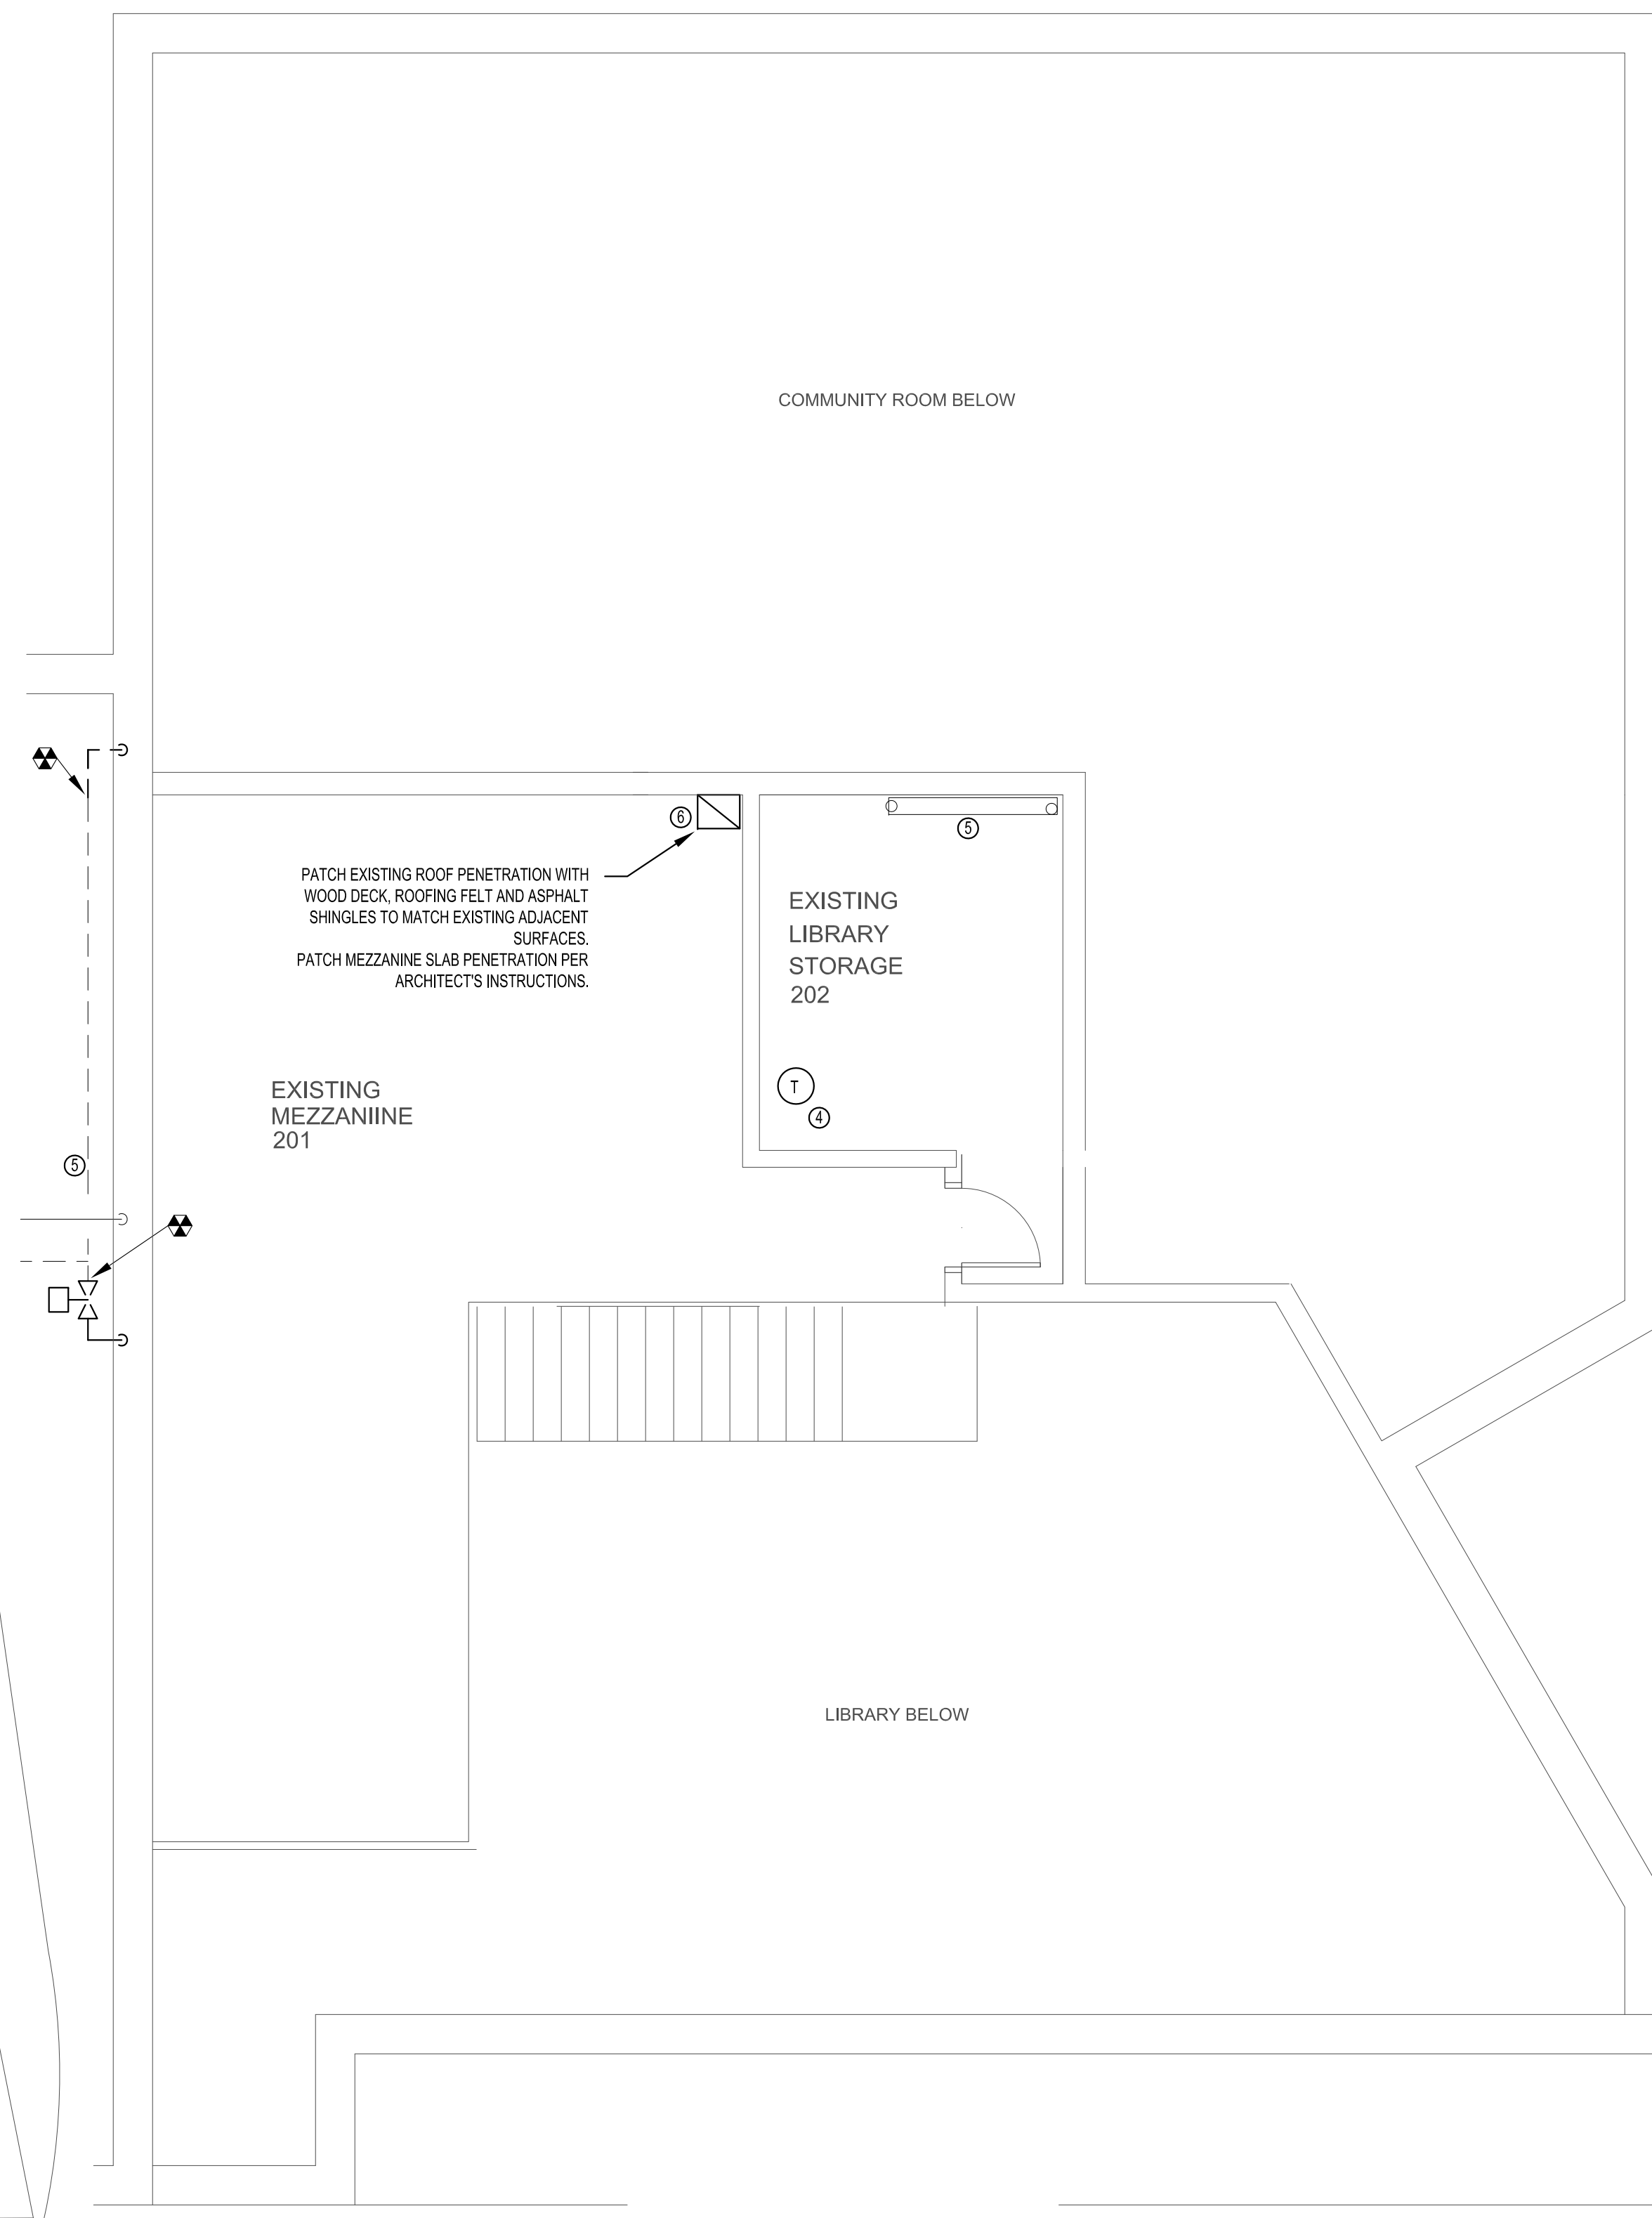 COMMUNITY ROOM BELOW
6
5
PATCH EXISTING ROOF PENETRATION WITH
WOOD DECK, ROOFING FELT AND ASPHALT
SHINGLES TO MATCH EXISTING ADJACENT
SURFACES.
PATCH MEZZANINE SLAB PENETRATION PER
ARCHITECT'S INSTRUCTIONS.
EXISTING
LIBRARY
STORAGE
202
T
4
EXISTING
MEZZANIINE
201
5
LIBRARY BELOW